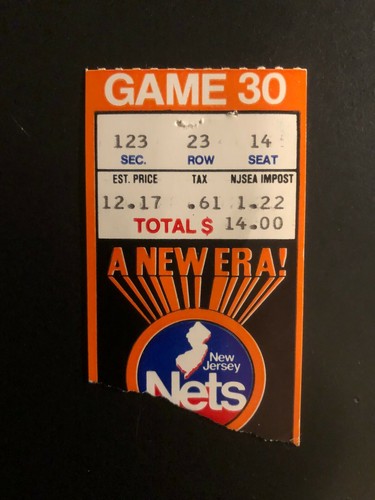 GAME 30
123 23 14
SEC. ROW SEAT
EST. PRICE TAX NJSEA IMPOST
12.17 .61 1.22
TOTAL $ 14.00
A NEW ERA!
New
Jersey
Nets